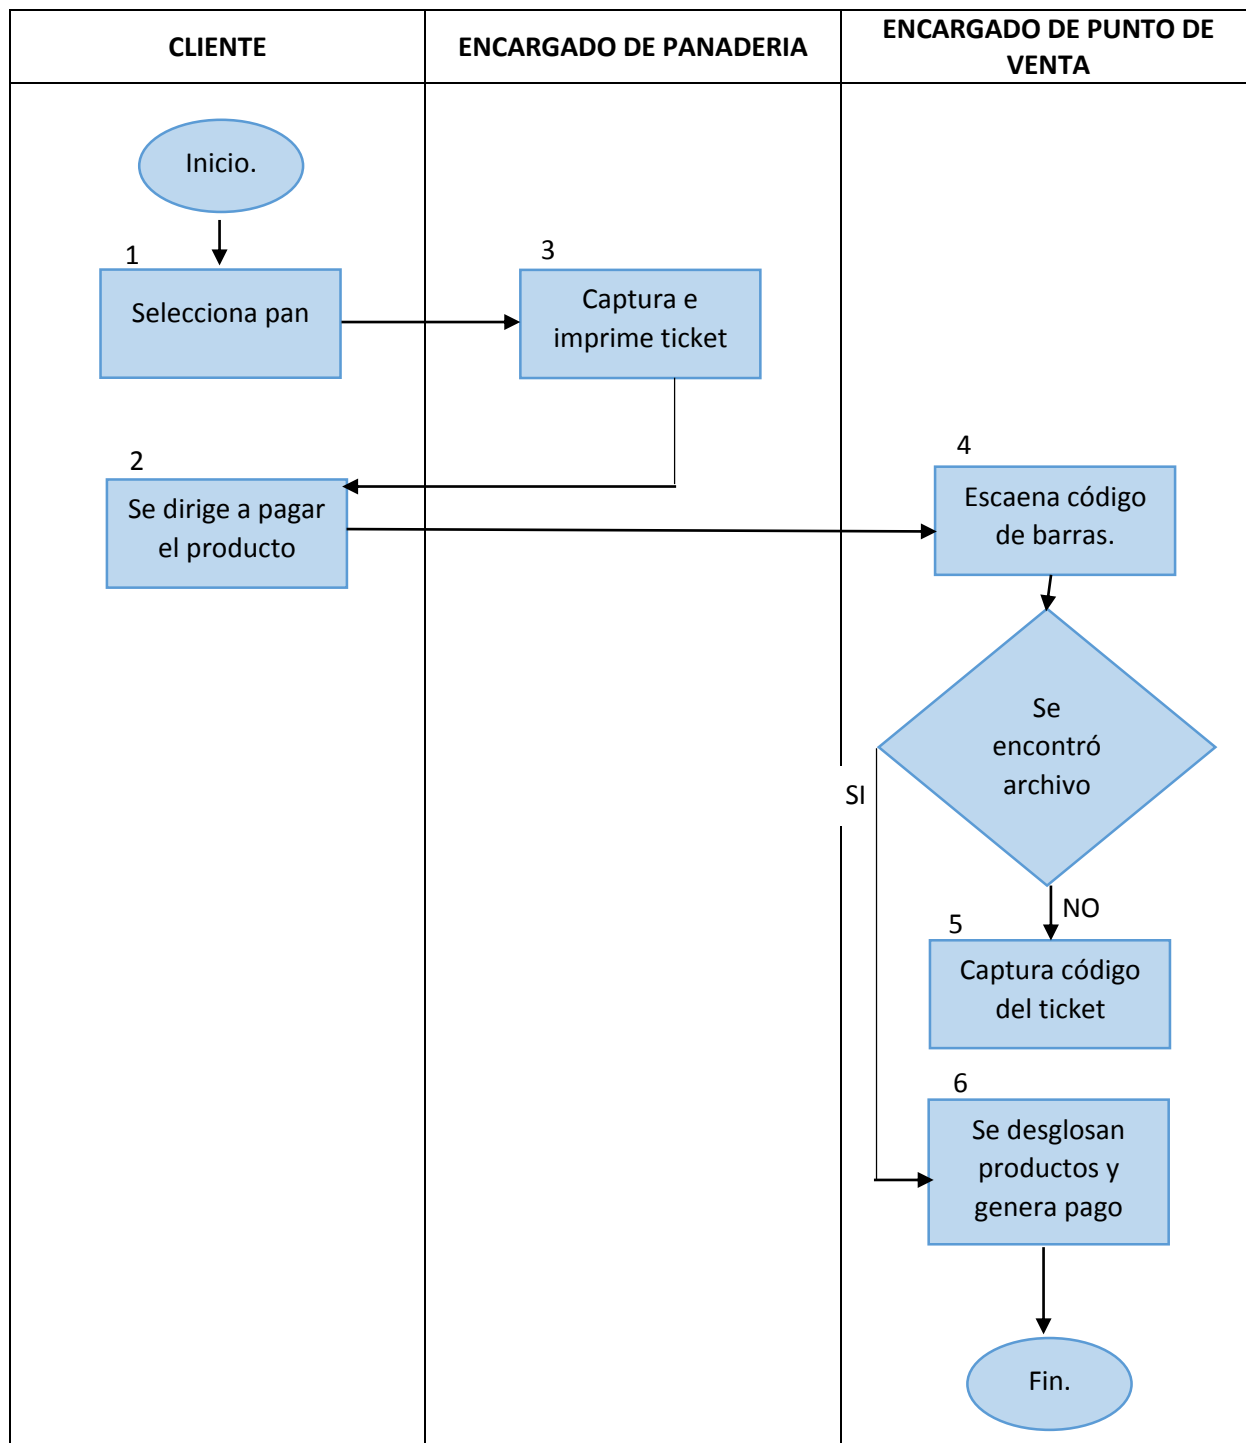 CLIENTE
ENCARGADO DE PANADERIA
ENCARGADO DE PUNTO DE
VENTA
Inicio.
1
Selecciona pan
3
Captura e
imprime ticket
2
Se dirige a pagar
el producto
4
Escaena código
de barras.
Se
encontró
archivo
SI
NO
5
Captura código
del ticket
6
Se desglosan
productos y
genera pago
Fin.